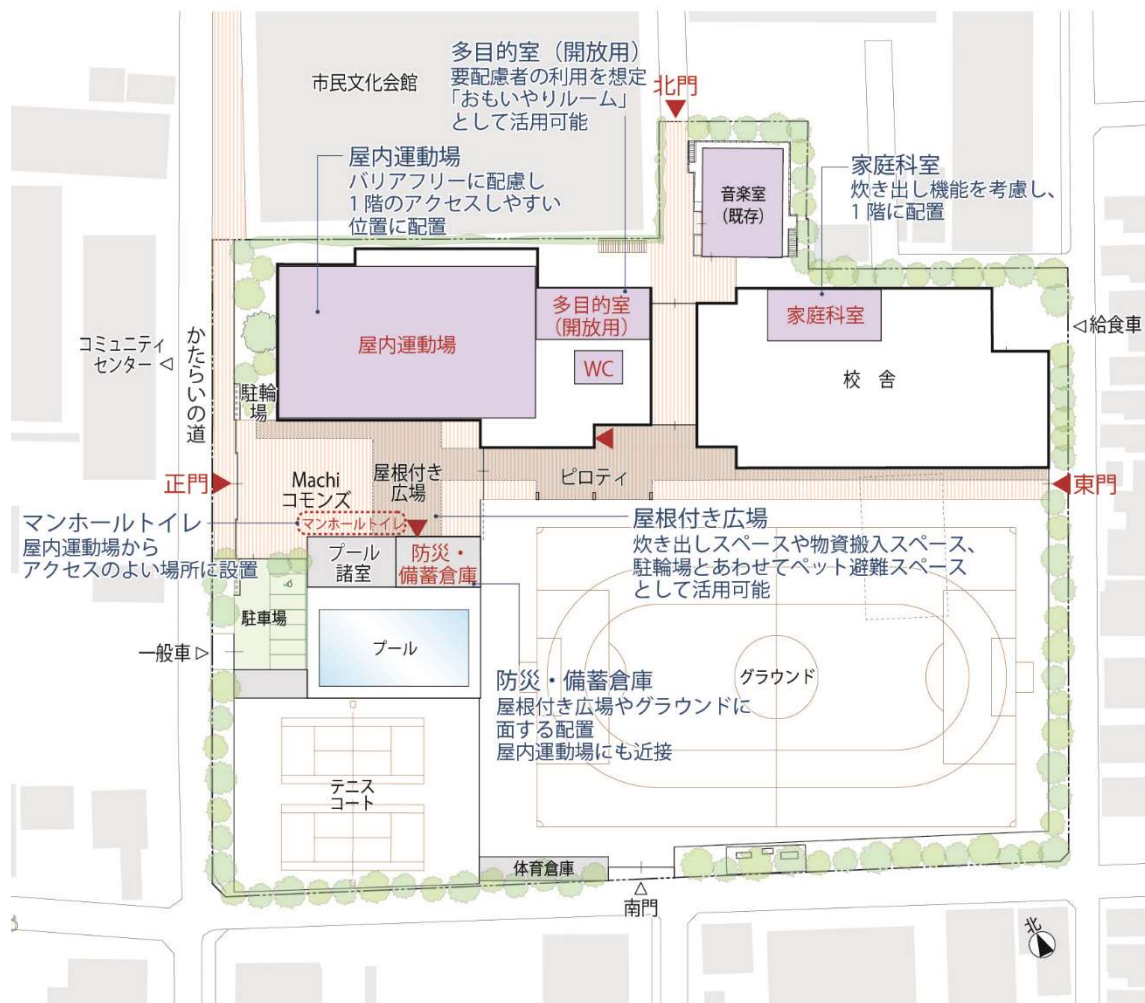 市民文化会館
多目的室（開放用）
要配慮者の利用を想定
「おもいやりルーム」
として活用可能
北門
屋内運動場
バリアフリーに配慮し
1階のアクセスしやすい
位置に配置
音楽室
（既存）
家庭科室
炊き出し機能を考慮し、
1階に配置
コミュニティ
センター
かたらいの道
駐輪
場
屋内運動場
多目的室
（開放用）
WC
家庭科室
校 舎
給食車
正門
Machi
コモンズ
屋根付き
広場
ピロティ
東門
マンホールトイレ
屋内運動場から
アクセスのよい場所に設置
マンホールトイレ
プール
諸室
防災・
備蓄倉庫
屋根付き広場
炊き出しスペースや物資搬入スペース、
駐輪場とあわせてペット避難スペース
として活用可能
駐車場
一般車
プール
防災・備蓄倉庫
屋根付き広場やグラウンドに
面する配置
屋内運動場にも近接
グラウンド
テニス
コート
体育倉庫
南門
北